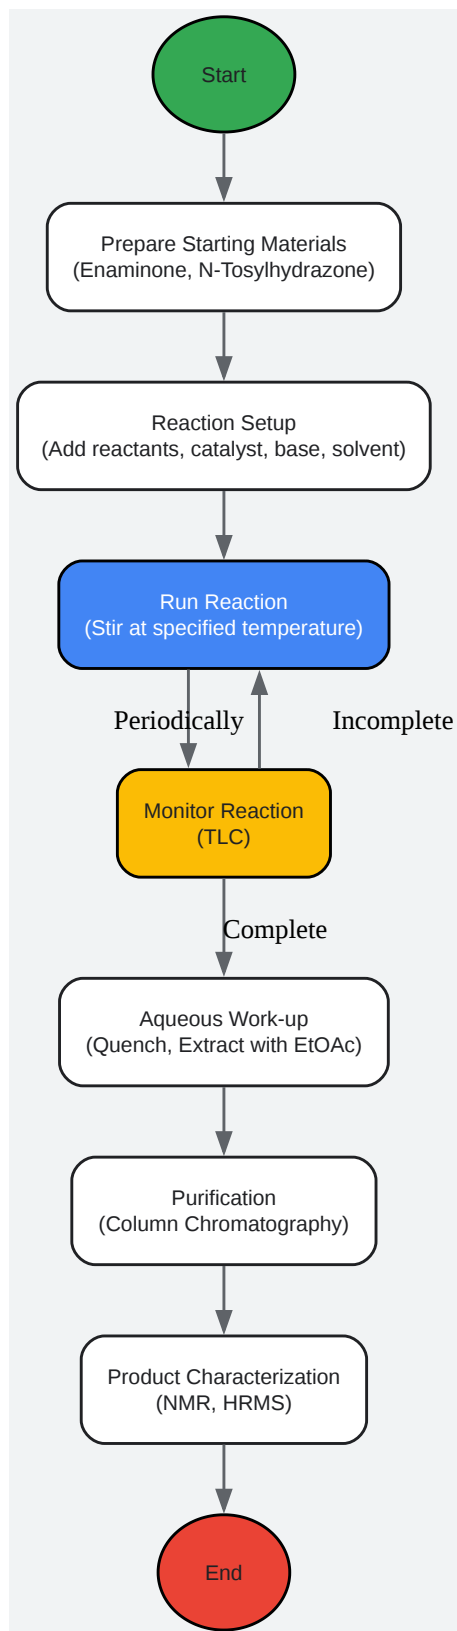 Start
Prepare Starting Materials
(Enaminone, N-Tosylhydrazone)
Reaction Setup
(Add reactants, catalyst, base, solvent)
Run Reaction
(Stir at specified temperature)
Periodically
Incomplete
Monitor Reaction
(TLC)
Complete
Aqueous Work-up
(Quench, Extract with EtOAc)
Purification
(Column Chromatography)
Product Characterization
(NMR, HRMS)
End